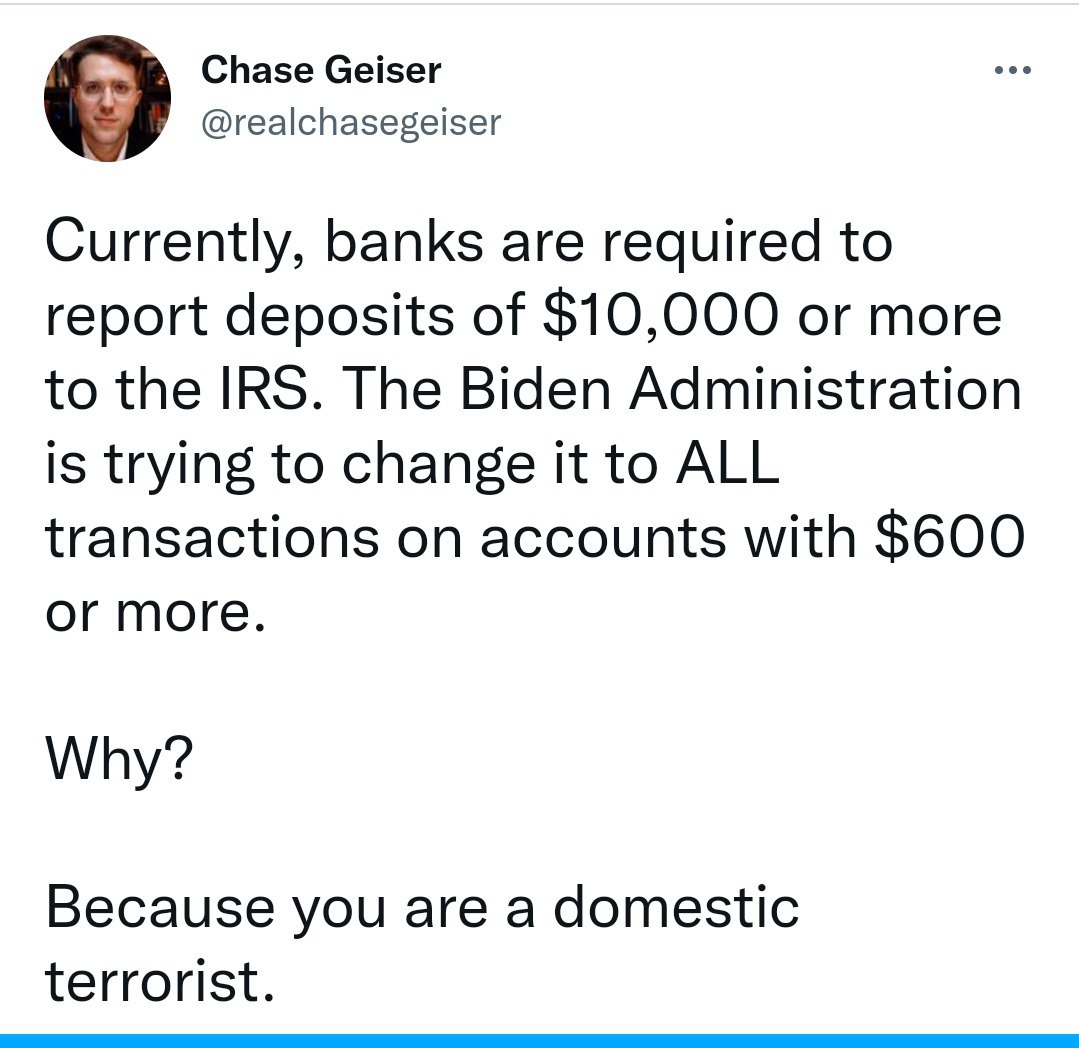 Chase Geiser
@realchasegeiser
Currently, banks are required to
report deposits of $10,000 or more
to the IRS. The Biden Administration
is trying to change it to ALL
transactions on accounts with $600
or more.
Why?
Because you are a domestic
terrorist.